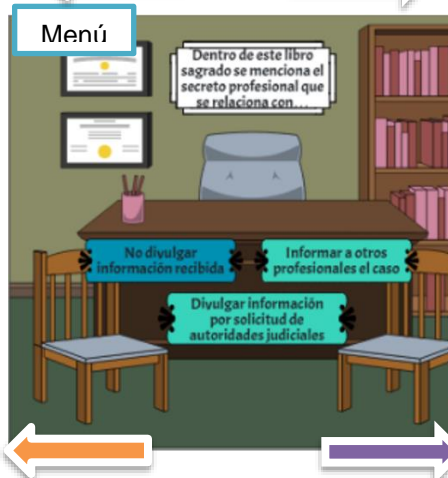 Menú
Dentro de este libro
sagrado se menciona el
secreto profesional que
se relaciona con...
No divulgar
información recibida
Informar a otros
profesionales el caso
Divulgar información
por solicitud de
autoridades judiciales